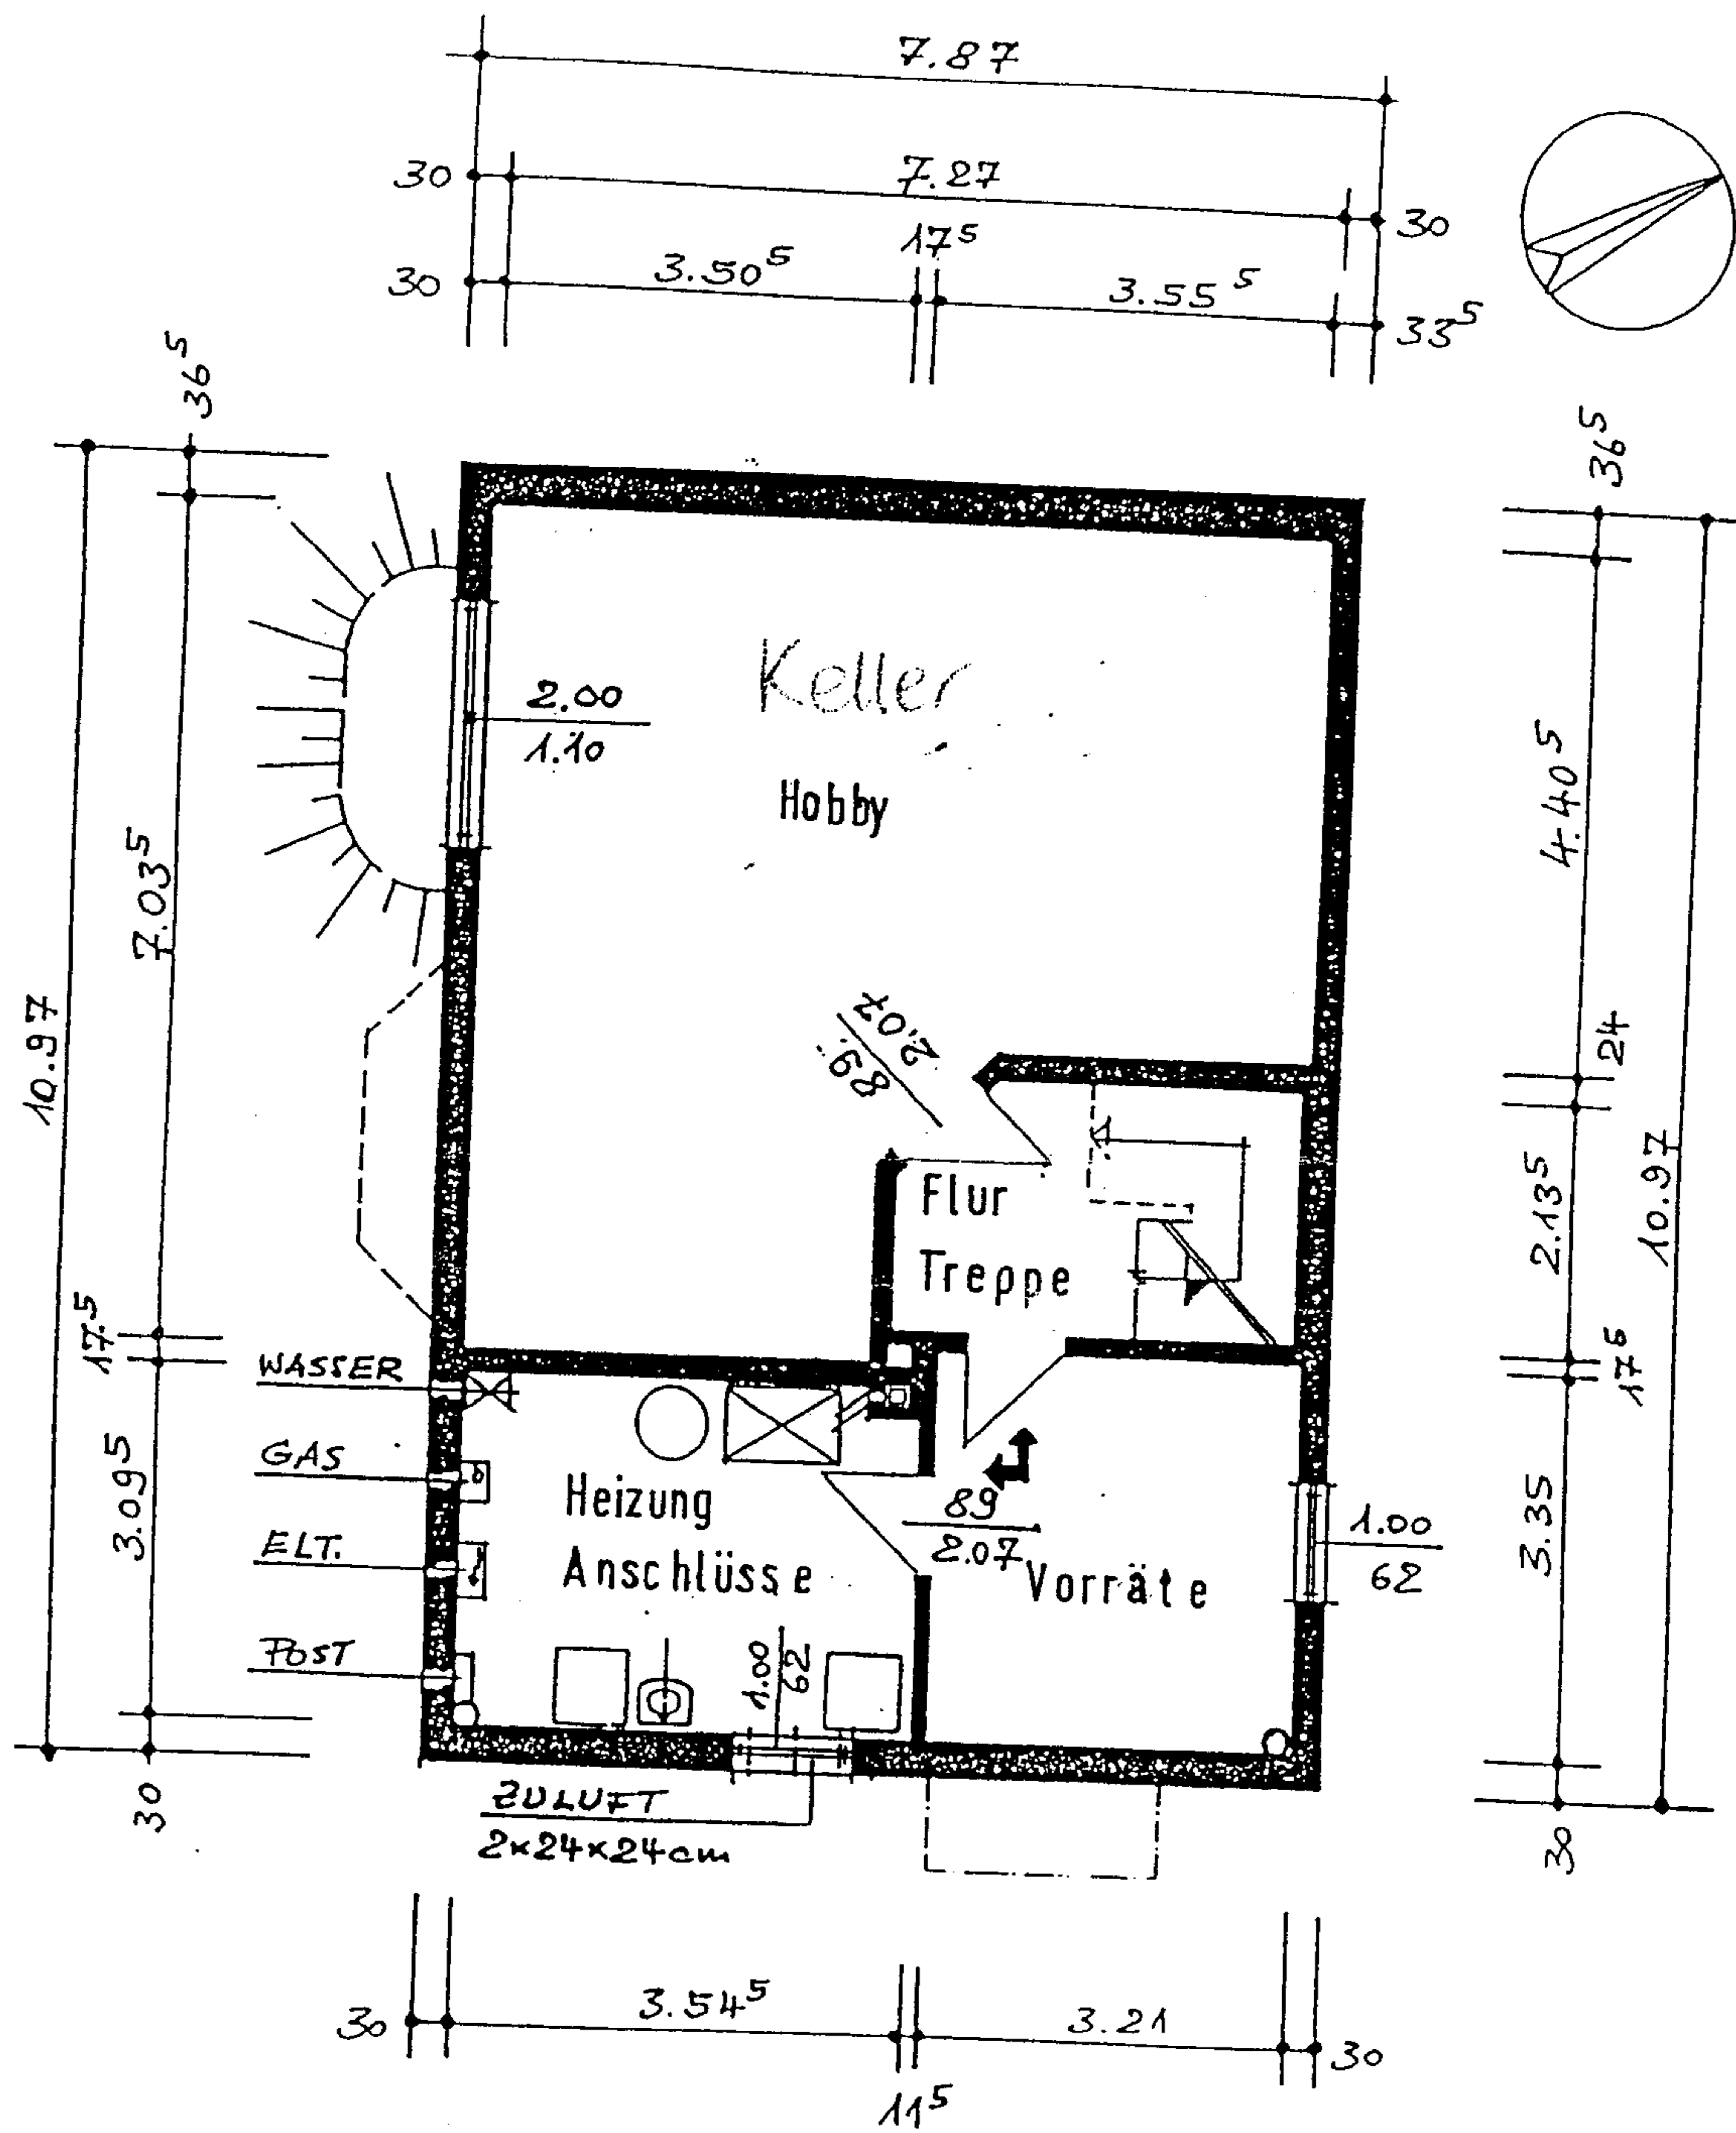 7.87
30
7.27
30
17⁵
30
3.50⁵
3.55⁵
33⁵
36⁵
36⁵
Keller
2.00
1.10
Hobby
4.40⁵
7.03⁵
10.97
2.07
89
24
Flur
Treppe
2.13⁵
10.97
17⁵
17⁵
WASSER
GAS
3.09⁵
Heizung
Anschlüsse
ELT.
89
2.07
Vorräte
1.00
62
3.35
POST
1.00
62
30
ZULUFT
2x24x24cm
30
30
3.54⁵
11⁵
3.21
30